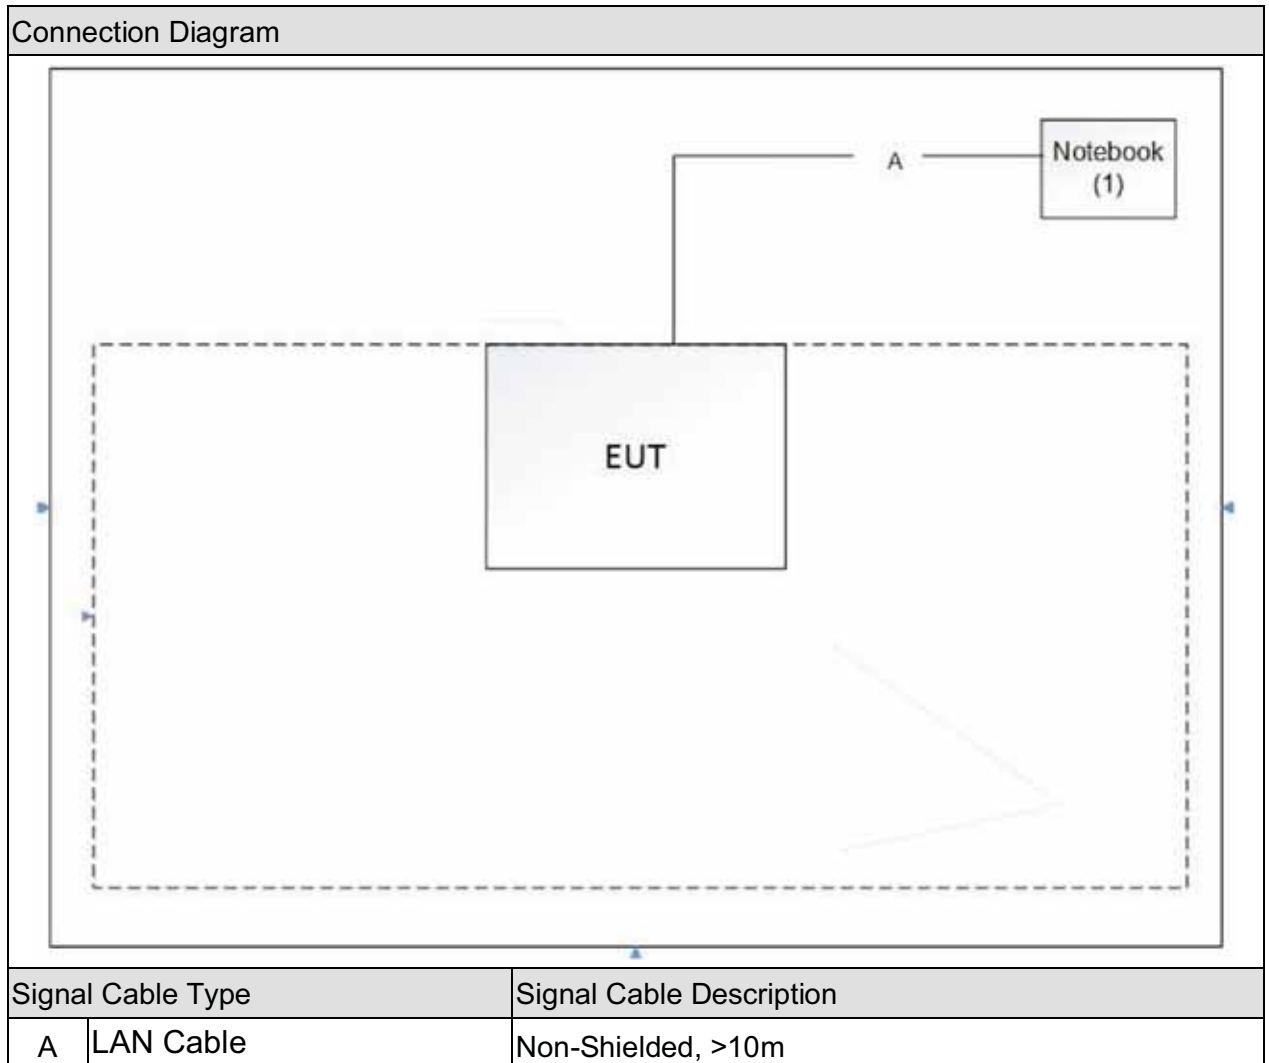 Connection Diagram
A
Notebook
(1)
EUT
Signal Cable Type Signal Cable Description
A LAN Cable Non-Shielded, >10m